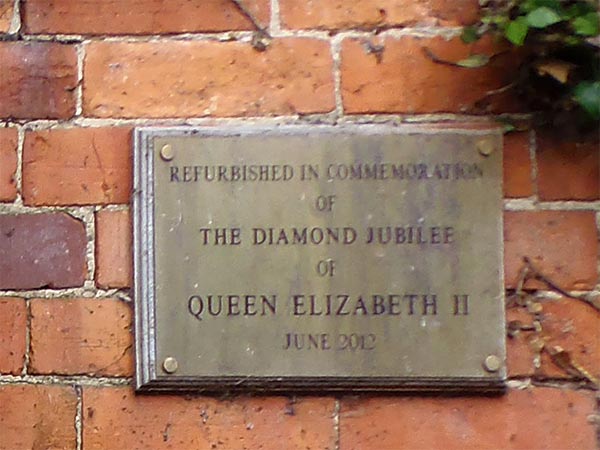 REFURBISHED IN COMMEMORATION
OF
THE DIAMOND JUBILEE
OF
QUEEN ELIZABETH II
JUNE 2012